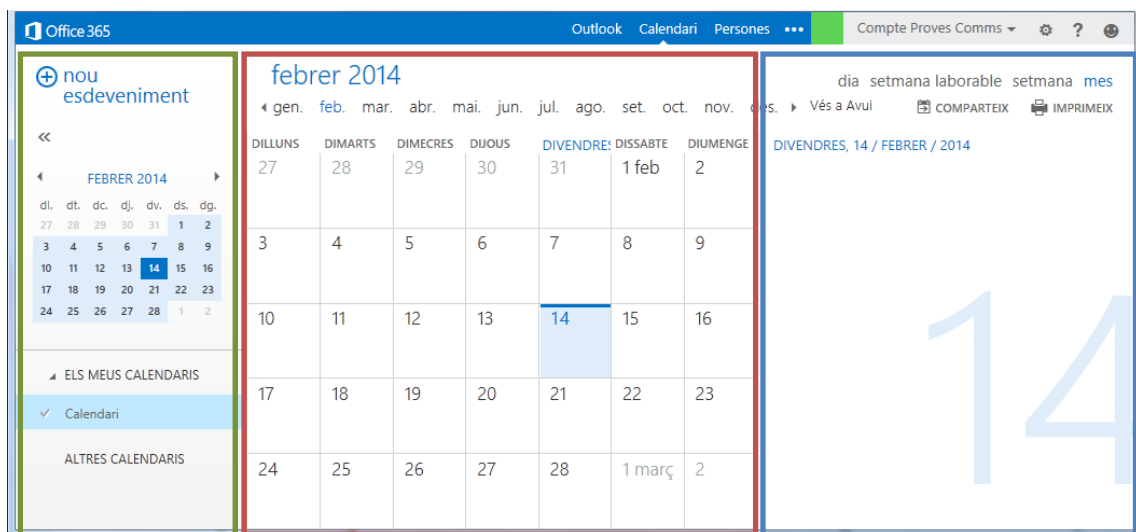 Office 365
Outlook Calendari Persones •••
Compte Proves Comms
?
nou
esdeveniment
«
FEBRER 2014
dl. dt. dc. dj. dv. ds. dg.
27 28 29 30 31 1 2
3 4 5 6 7 8 9
10 11 12 13 14 15 16
17 18 19 20 21 22 23
24 25 26 27 28 1 2
ELS MEUS CALENDARIS
Calendari
ALTRES CALENDARIS
febrer 2014
gen. feb. mar. abr. mai. jun. jul. ago. set. oct. nov. des. Vés a Avui
DILLUNS DIMARTS DIMECRES DIJOUS DIVENDRES DISSABTE DIUMENGE
27 28 29 30 31 1 feb 2
3 4 5 6 7 8 9
10 11 12 13 14 15 16
17 18 19 20 21 22 23
24 25 26 27 28 1 març 2
dia setmana laborable setmana mes
COMPARTEIX IMPRIMEIX
DIVENDRES, 14 / FEBRER / 2014
14